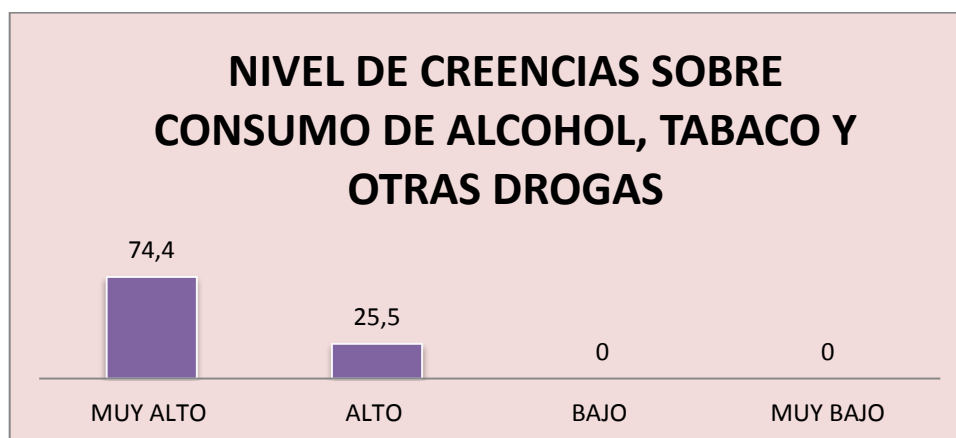 NIVEL DE CREENCIAS SOBRE
CONSUMO DE ALCOHOL, TABACO Y
OTRAS DROGAS
74,4
25,5
0
0
MUY ALTO
ALTO
BAJO
MUY BAJO